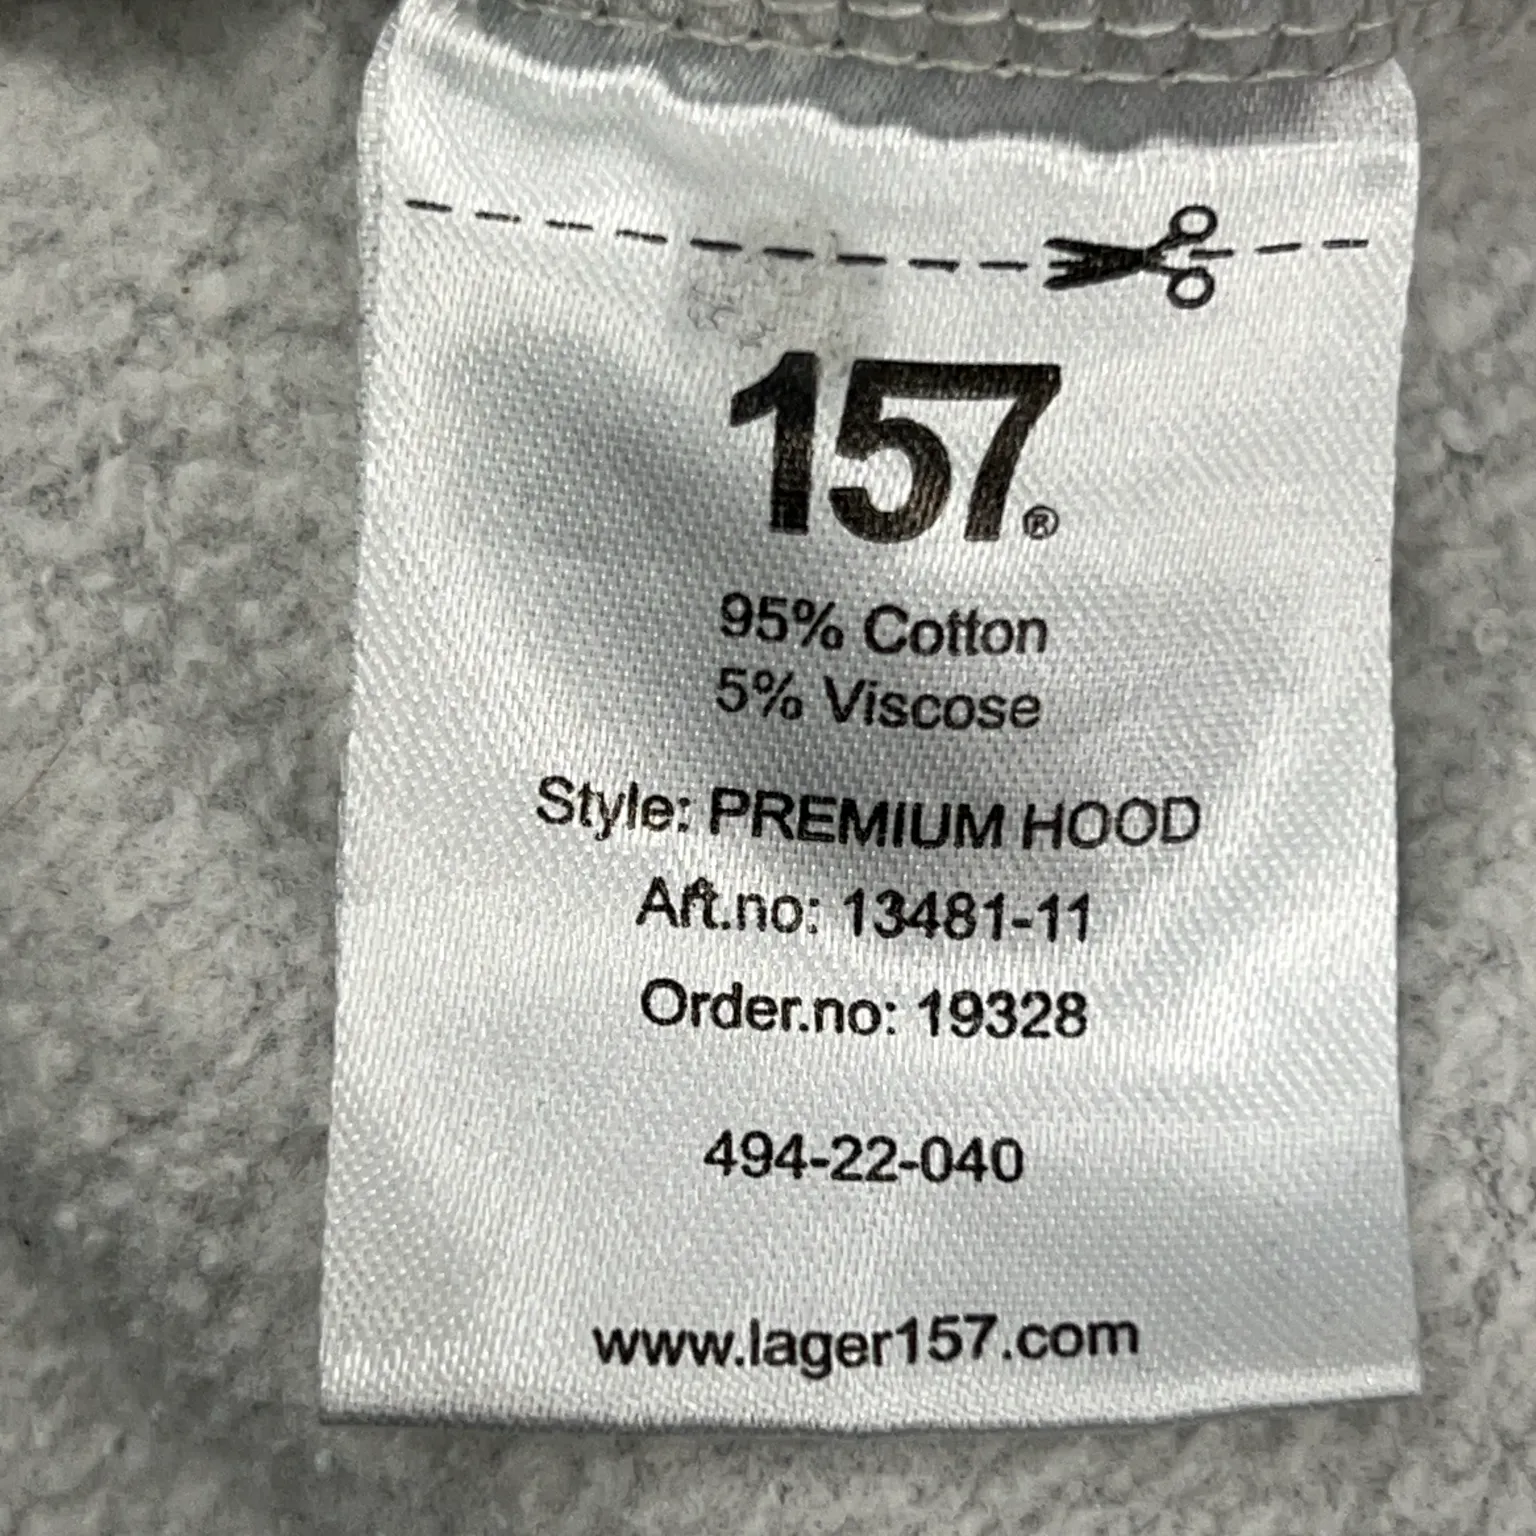 157®
95% Cotton
5% Viscose
Style: PREMIUM HOOD
Art.no: 13481-11
Order.no: 19328
494-22-040
www.lager157.com